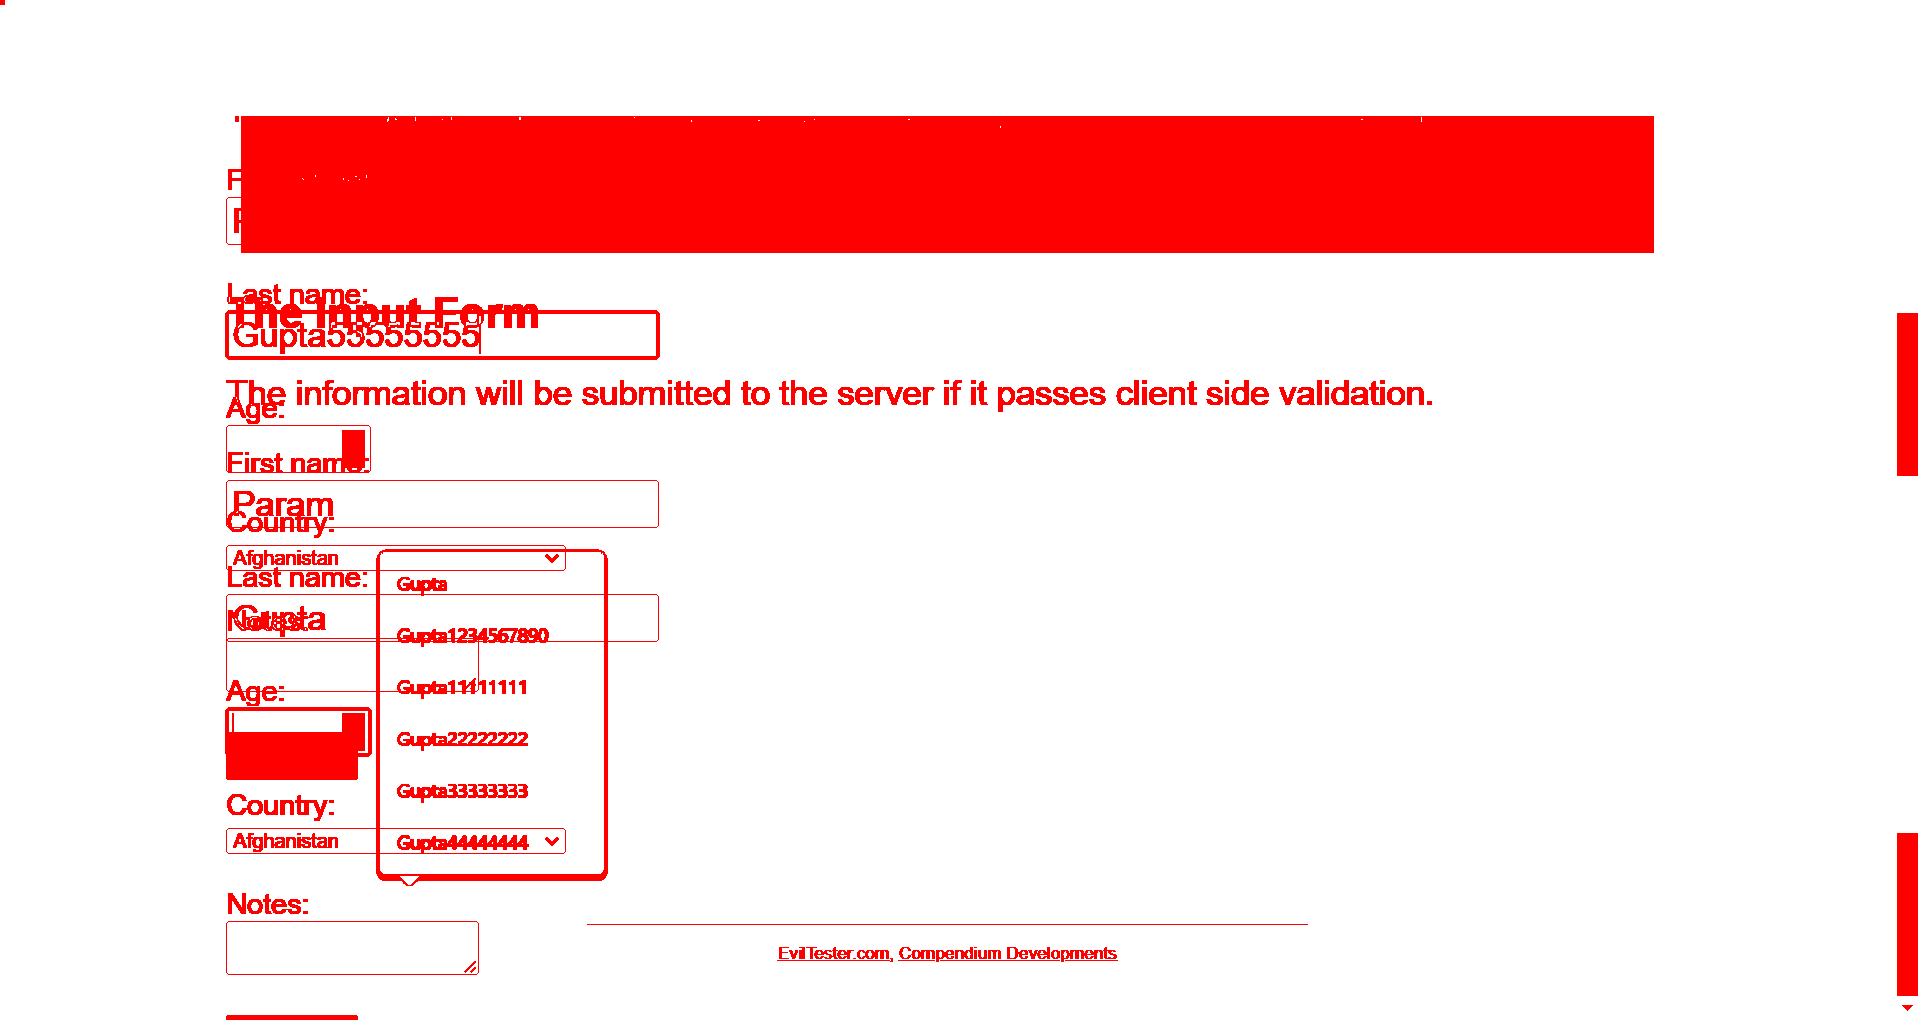 Last name:
The Input Form
Gupta55555555
The information will be submitted to the server if it passes client side validation.
Age:
First name:
Param
Country:
Afghanistan
Last name:
Gupta
Notes:
Gupta
Gupta1234567890
Gupta11111111
Gupta22222222
Gupta33333333
Gupta44444444
Age:
Country:
Afghanistan
Notes:
EvilTester.com, Compendium Developments